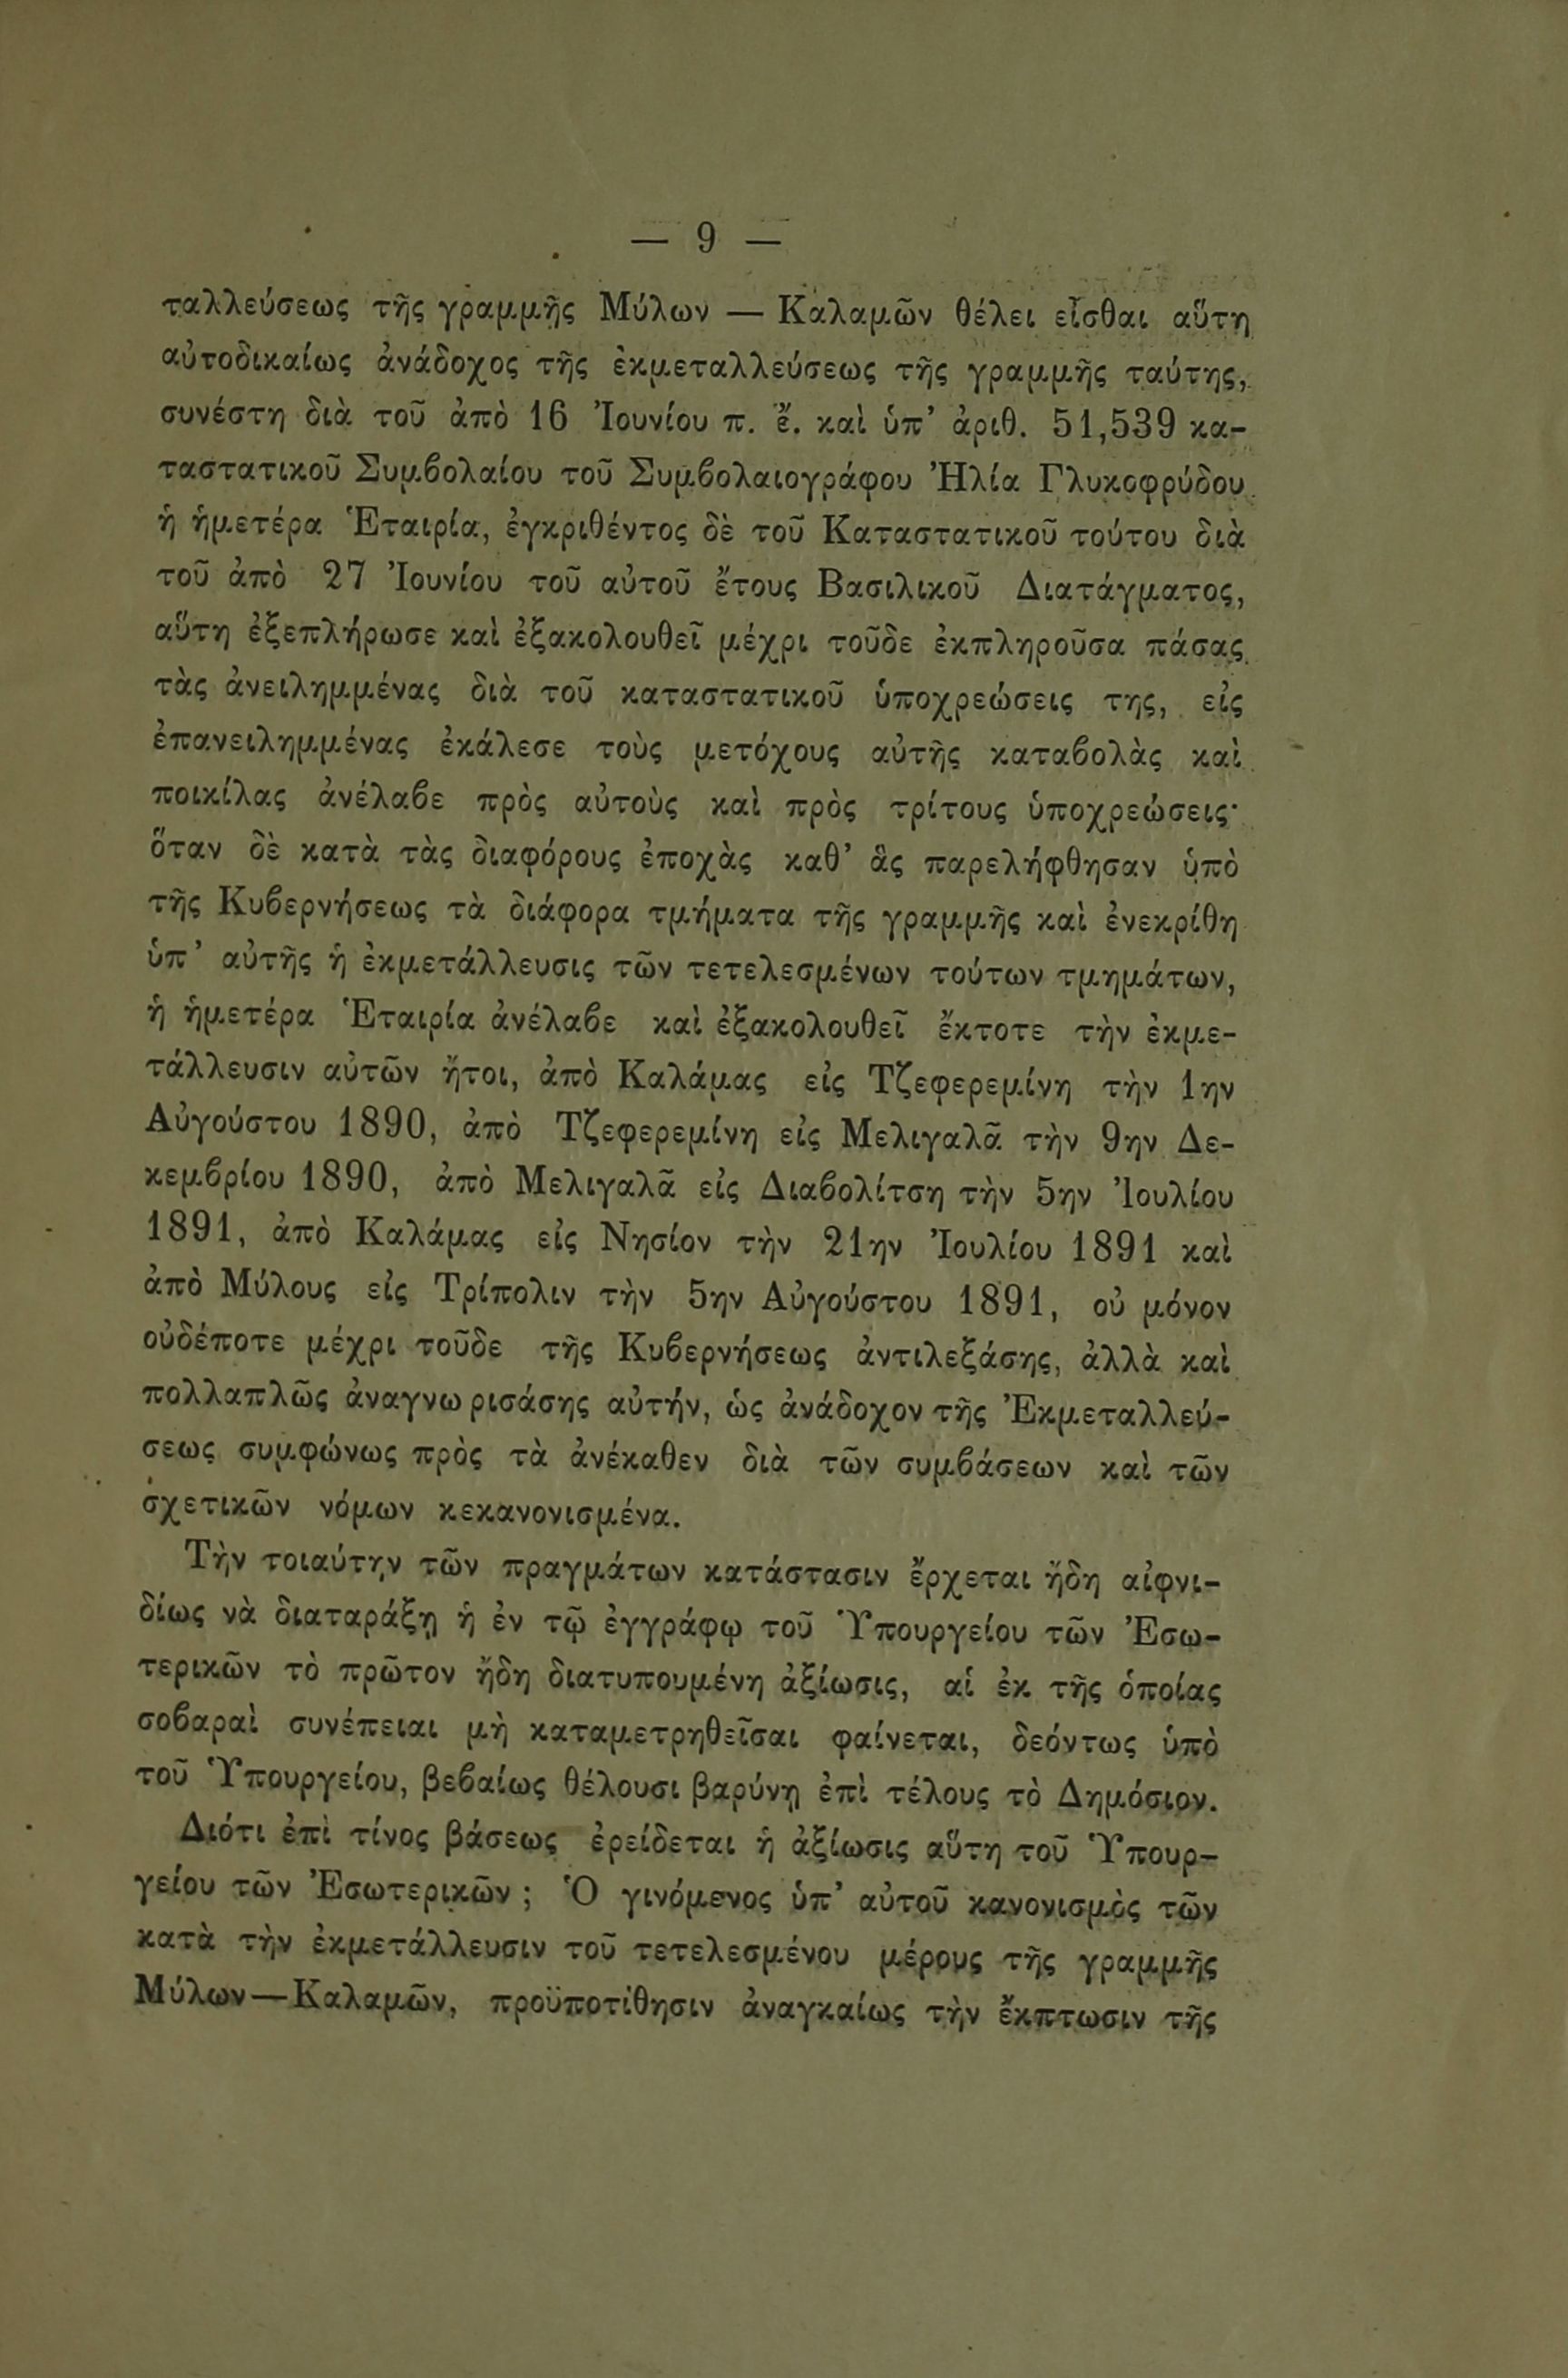 — 9 —
ταλλεύσεως τῆς γραμμῆς Μύλων — Καλαμῶν θέλει εἶσθαι αὕτη
αὐτοδικαίως ἀνάδοχος τῆς ἐκμεταλλεύσεως τῆς γραμμῆς ταύτης,
συνέστη διὰ τοῦ ἀπὸ 16 Ἰουνίου π. ἔ. καὶ ὑπ’ ἀριθ. 51,539 κα-
ταστατικοῦ Συμβολαίου τοῦ Συμβολαιογράφου Ἠλία Γλυκοφρύδου
ἡ ἡμετέρα Ἑταιρία, ἐγκριθέντος δὲ τοῦ Καταστατικοῦ τούτου διὰ
τοῦ ἀπὸ 27 Ἰουνίου τοῦ αὐτοῦ ἔτους Βασιλικοῦ Διατάγματος,
αὕτη ἐξεπλήρωσε καὶ ἐξακολουθεῖ μέχρι τοῦδε ἐκπληροῦσα πάσας
τὰς ἀνειλημμένας διὰ τοῦ καταστατικοῦ ὑποχρεώσεις της, εἰς
ἐπανειλημμένας ἐκάλεσε τοὺς μετόχους αὐτῆς καταβολὰς καὶ
ποικίλας ἀνέλαβε πρὸς αὐτοὺς καὶ πρὸς τρίτους ὑποχρεώσεις·
ὅταν δὲ κατὰ τὰς διαφόρους ἐποχὰς καθ’ ἃς παρελήφθησαν ὑπὸ
τῆς Κυβερνήσεως τὰ διάφορα τμήματα τῆς γραμμῆς καὶ ἐνεκρίθη
ὑπ’ αὐτῆς ἡ ἐκμετάλλευσις τῶν τετελεσμένων τούτων τμημάτων,
ἡ ἡμετέρα Ἑταιρία ἀνέλαβε καὶ ἐξακολουθεῖ ἔκτοτε τὴν ἐκμε-
τάλλευσιν αὐτῶν ἤτοι, ἀπὸ Καλάμας εἰς Τζεφερεμίνη τὴν 1ην
Αὐγούστου 1890, ἀπὸ Τζεφερεμίνη εἰς Μελιγαλᾶ τὴν 9ην Δε-
κεμβρίου 1890, ἀπὸ Μελιγαλᾶ εἰς Διαβολίτση τὴν 5ην Ἰουλίου
1891, ἀπὸ Καλάμας εἰς Νησίον τὴν 21ην Ἰουλίου 1891 καὶ
ἀπὸ Μύλους εἰς Τρίπολιν τὴν 5ην Αὐγούστου 1891, οὐ μόνον
οὐδέποτε μέχρι τοῦδε τῆς Κυβερνήσεως ἀντιλεξάσης, ἀλλὰ καὶ
πολλαπλῶς ἀναγνω ρισάσης αὐτήν, ὡς ἀνάδοχον τῆς Ἐκμεταλλεύ-
σεως συμφώνως πρὸς τὰ ἀνέκαθεν διὰ τῶν συμβάσεων καὶ τῶν
σχετικῶν νόμων κεκανονισμένα.
Τὴν τοιαύτην τῶν πραγμάτων κατάστασιν ἔρχεται ἤδη αἰφνι-
δίως νὰ διαταράξῃ ἡ ἐν τῷ ἐγγράφῳ τοῦ Ὑπουργείου τῶν Ἐσω-
τερικῶν τὸ πρῶτον ἤδη διατυπουμένη ἀξίωσις, αἱ ἐκ τῆς ὁποίας
σοβαραὶ συνέπειαι μὴ καταμετρηθεῖσαι φαίνεται, δεόντως ὑπὸ
τοῦ Ὑπουργείου, βεβαίως θέλουσι βαρύνῃ ἐπὶ τέλους τὸ Δημόσιον.
Διότι ἐπὶ τίνος βάσεως ἐρείδεται ἡ ἀξίωσις αὕτη τοῦ Ὑπουρ-
γείου τῶν Ἐσωτερικῶν ; Ὁ γινόμενος ὑπ’ αὐτοῦ κανονισμὸς τῶν
κατὰ τὴν ἐκμετάλλευσιν τοῦ τετελεσμένου μέρους τῆς γραμμῆς
Μύλων—Καλαμῶν, προϋποτίθησιν ἀναγκαίως τὴν ἔκπτωσιν τῆς